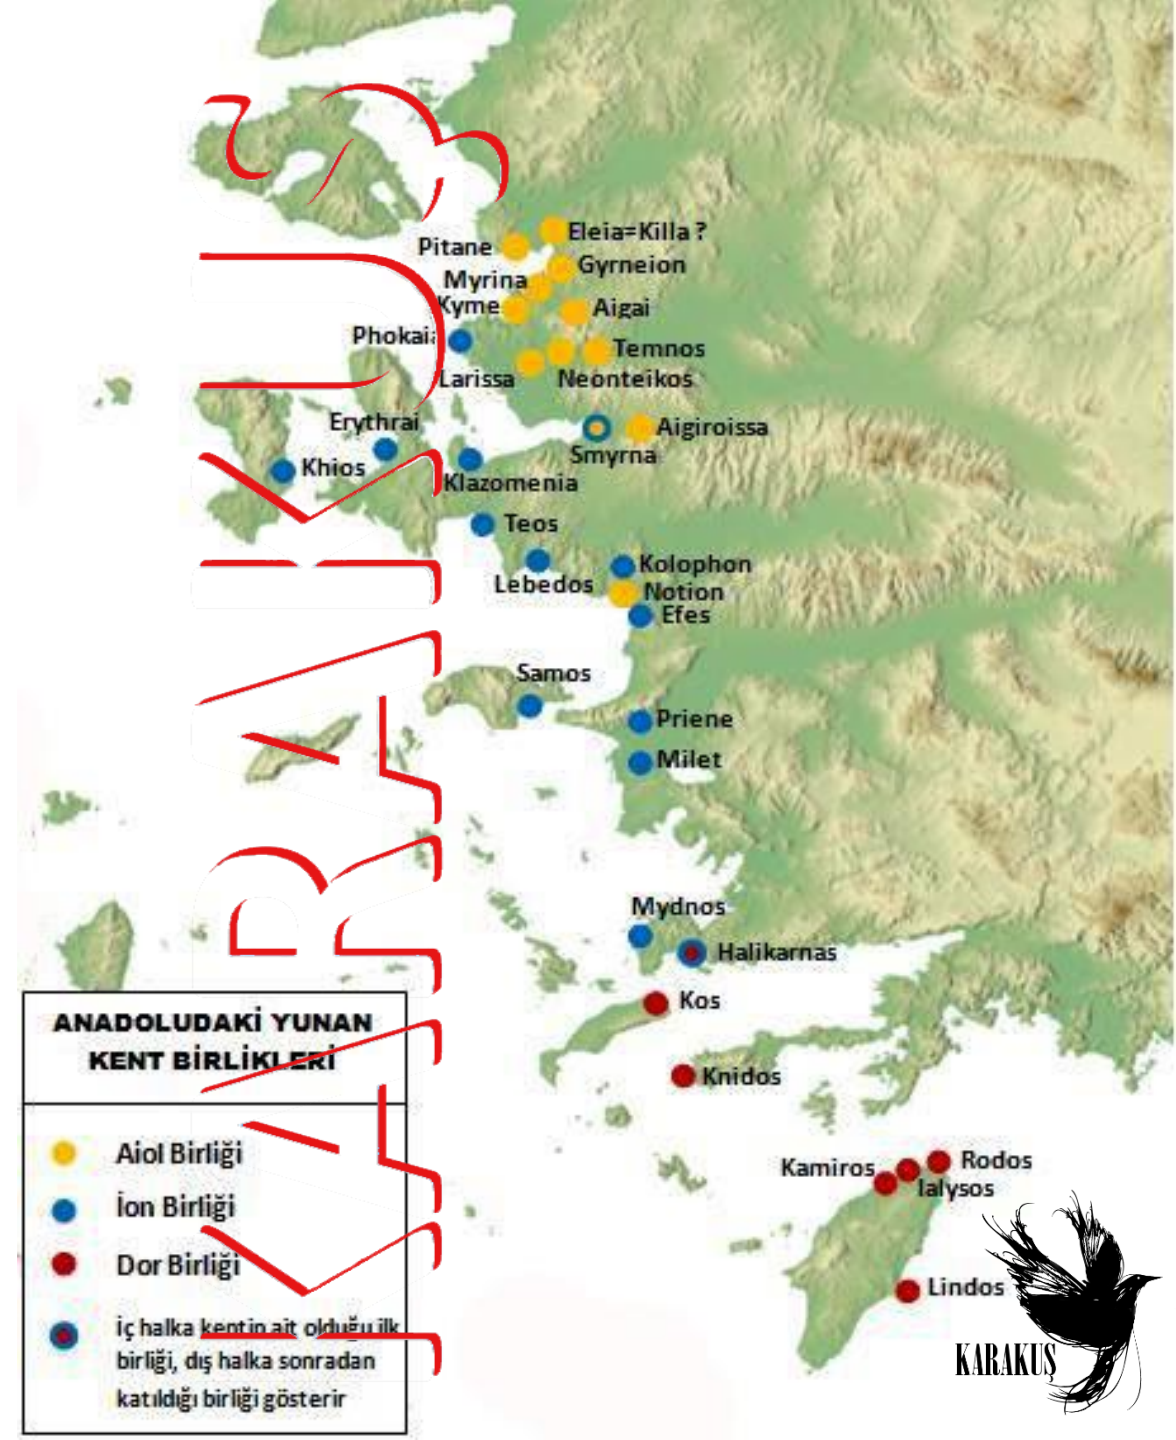 Eleia=Killa ?
Pitane
Gyrneion
Myrina
Kyme
Aigai
Phokaia
Temnos
Larissa
Neonteikos
Erythrai
Aigiroissa
Smyrna
Khios
Klazomenia
Teos
Kolophon
Lebedos
Notion
Efes
Samos
Priene
Milet
Mydnos
Halikarnas
Kos
Knidos
Kamiros
Rodos
Ialysos
Lindos
ANADOLUDAKİ YUNAN
KENT BİRLİKLERİ
Aiol Birliği
İon Birliği
Dor Birliği
İç halka kentin ait olduğu ilk
birliği, dış halka sonradan
katıldığı birliği gösterir
KARAKUŞ
KARAKUŞ